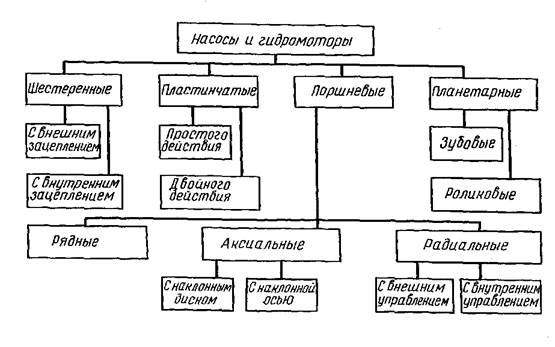 Насосы и гидромоторы
Шестеренные
Пластинчатые
Поршневые
Планетарные
С внешним
зацеплением
Простого
действия
Зубовые
С внутренним
зацеплением
Двойного
действия
Роликовые
Рядные
Аксиальные
Радиальные
С наклонным
диском
С наклонной
осью
С внешним
управлением
С внутренним
управлением